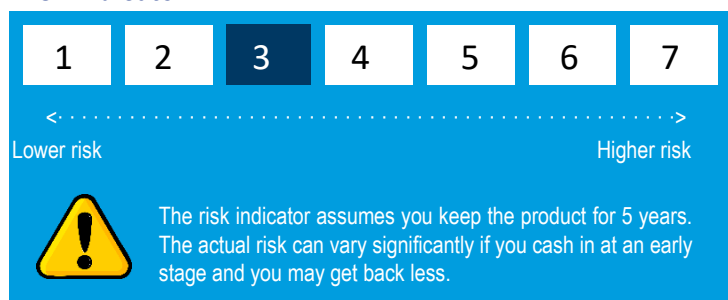 1 2 3 4 5 6 7
<· · · · · · · · · · · · · · · · · · · · · · · · · · · · · · · · · · · · · · · · · · · · · · · · · · · ·>
Lower risk Higher risk
The risk indicator assumes you keep the product for 5 years.
The actual risk can vary significantly if you cash in at an early
stage and you may get back less.